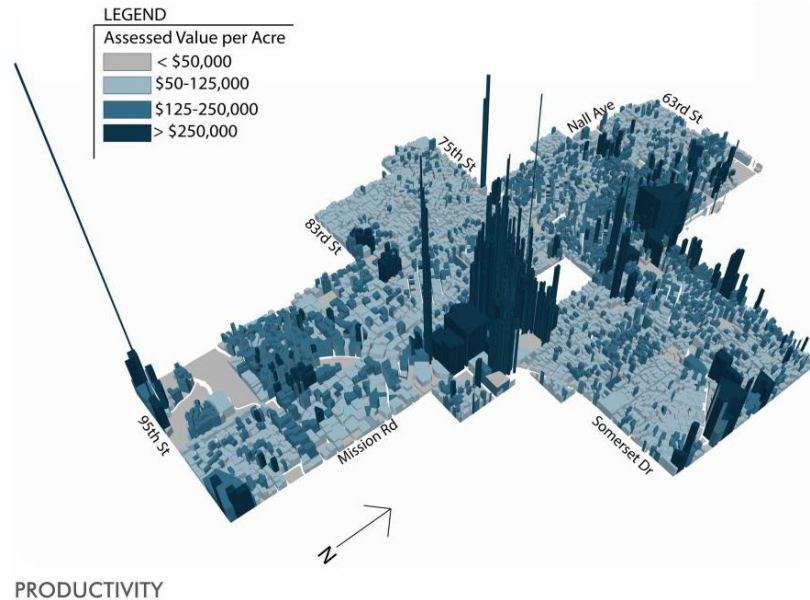 LEGEND
Assessed Value per Acre
< $50,000
$50-125,000
$125-250,000
> $250,000
63rd St
Nall Aye
75th St
83rd St
95th St
Mission Rd
Somerset Dr
N
PRODUCTIVITY